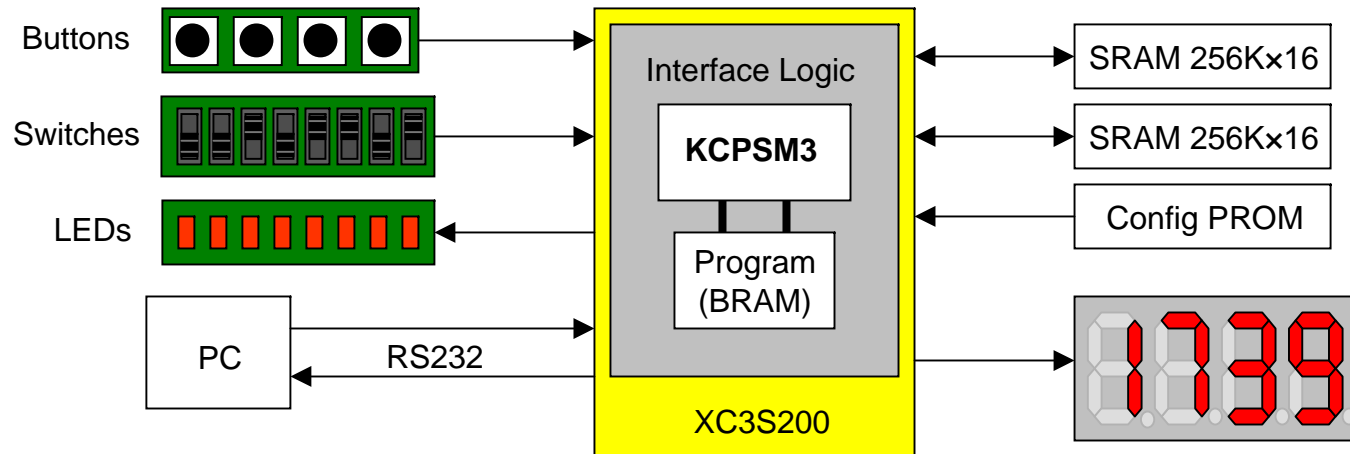 Buttons
Switches
LEDs
PC
RS232
Interface Logic
KCPSM3
Program
(BRAM)
XC3S200
SRAM 256K×16
SRAM 256K×16
Config PROM
1739